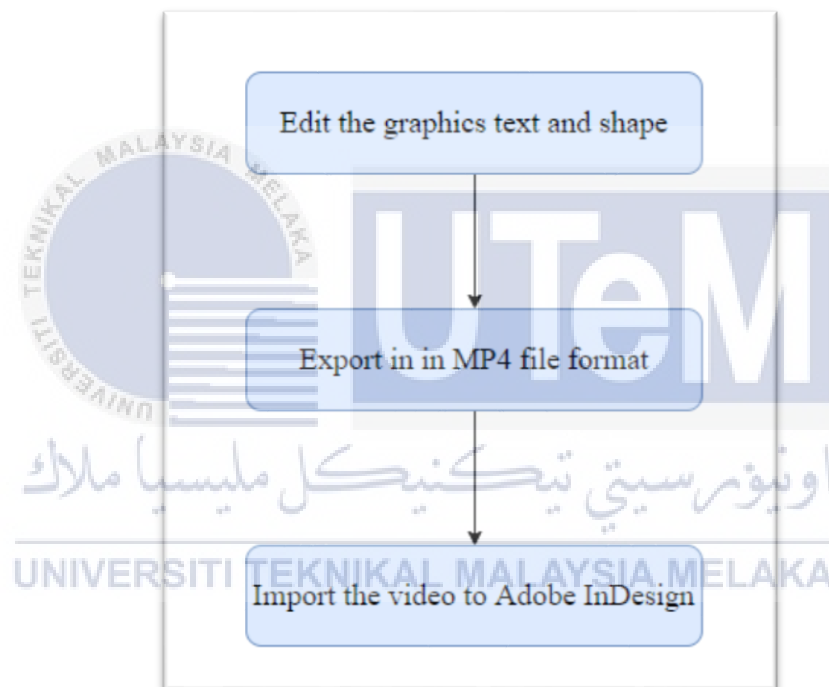 Edit the graphics text and shape
UNIVERSITI TEKNIKAL MALAYSIA MELAKA
UTeM
Export in in MP4 file format
اونيۏرسيتي تيكنيكل مليسيا ملاك
UNIVERSITI TEKNIKAL MALAYSIA MELAKA
Import the video to Adobe InDesign